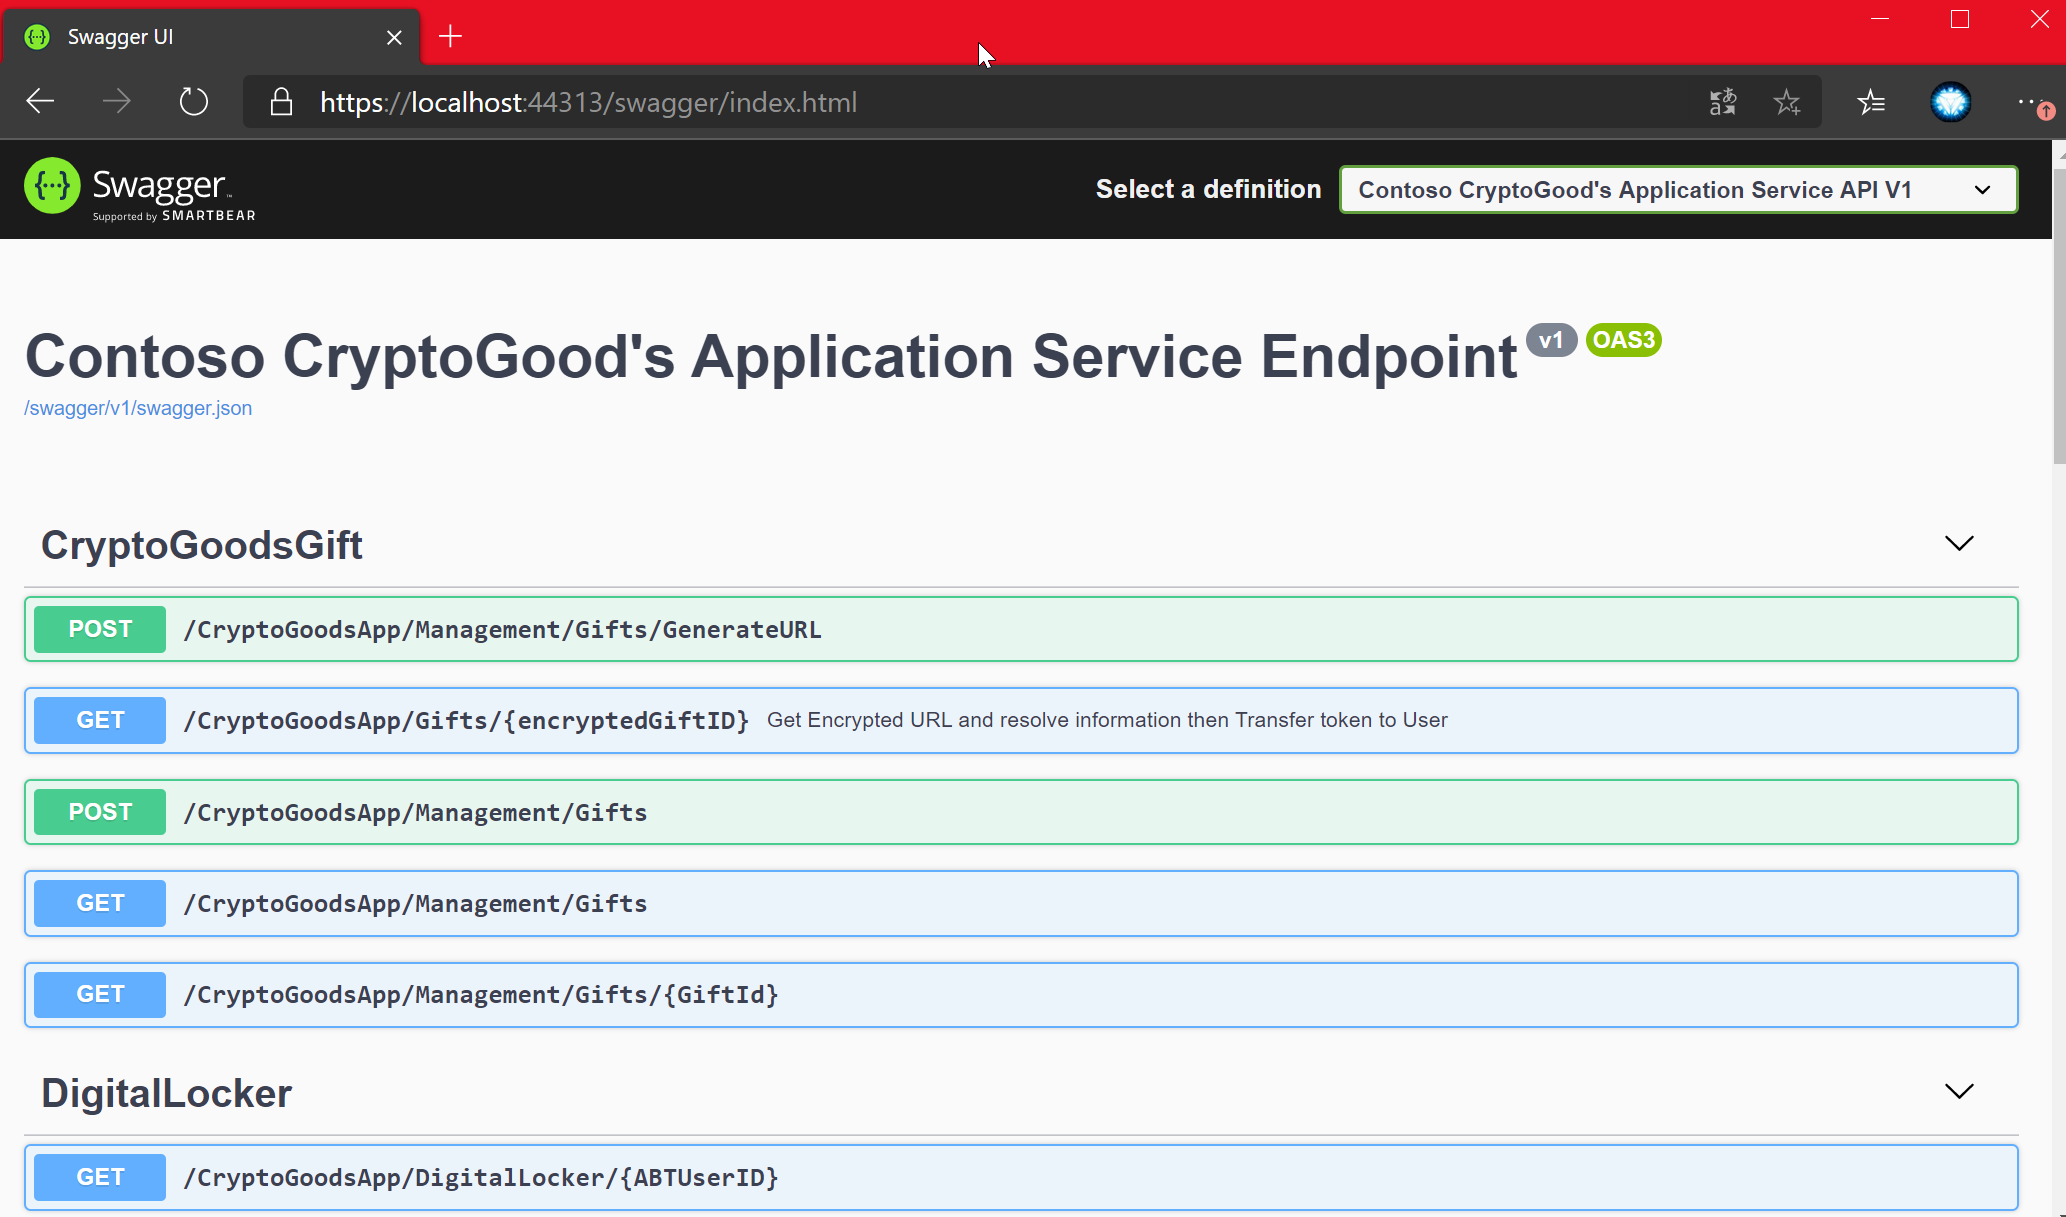 Swagger UI
https://localhost:44313/swagger/index.html
Swagger™
Supported by SMARTBEAR
Select a definition
Contoso CryptoGood's Application Service API V1
Contoso CryptoGood's Application Service Endpoint v1 OAS3
/swagger/v1/swagger.json
CryptoGoodsGift
POST /CryptoGoodsApp/Management/Gifts/GenerateURL
GET /CryptoGoodsApp/Gifts/{encryptedGiftID} Get Encrypted URL and resolve information then Transfer token to User
POST /CryptoGoodsApp/Management/Gifts
GET /CryptoGoodsApp/Management/Gifts
GET /CryptoGoodsApp/Management/Gifts/{GiftId}
DigitalLocker
GET /CryptoGoodsApp/DigitalLocker/{ABTUserID}